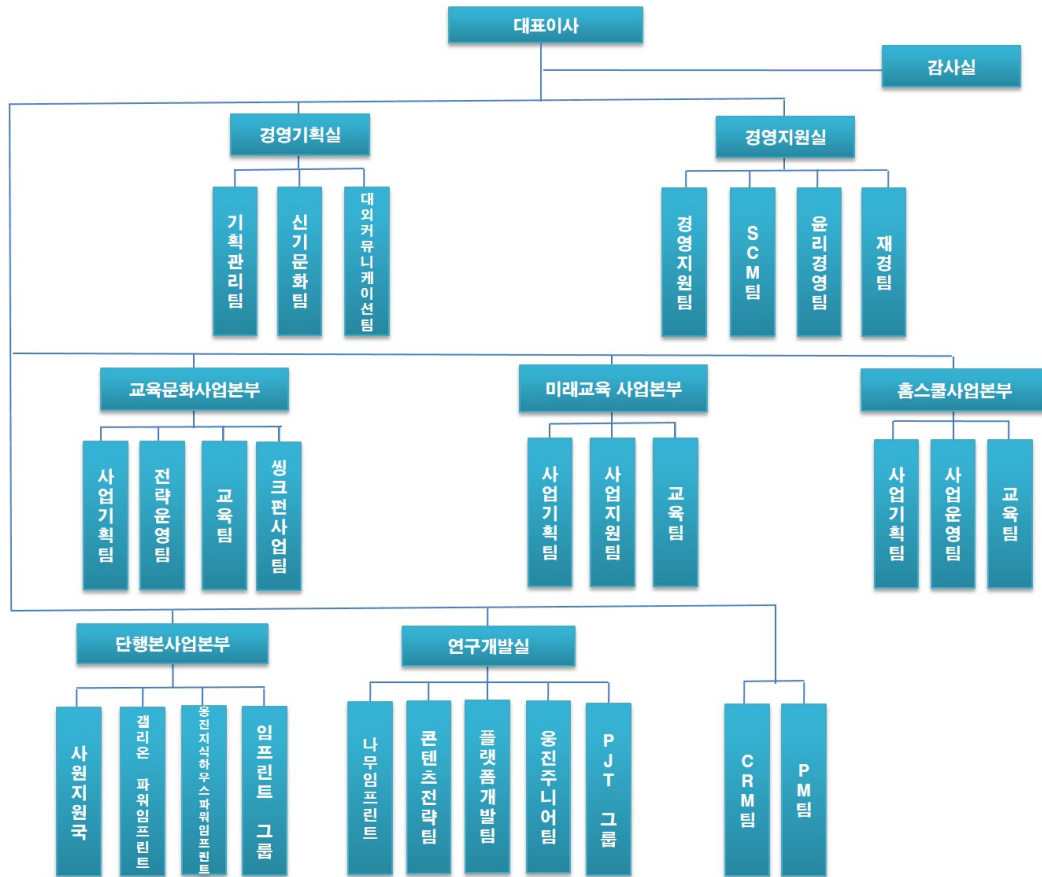 대표이사
감사실
경영기획실
경영지원실
기획관리팀
신기문화팀
대외커뮤니케이션팀
경영지원팀
SCM팀
윤리경영팀
재경팀
교육문화사업본부
미래교육 사업본부
홈스쿨사업본부
사업기획팀
전략운영팀
교육팀
씽크펀사업팀
사업기획팀
사업지원팀
교육팀
사업기획팀
사업운영팀
교육팀
단행본사업본부
연구개발실
사원지원국
갤리온 파워임프린트
웅진지식하우스파워임프린트
임프린트 그룹
나무임프린트
콘텐츠전략팀
플랫폼개발팀
웅진주니어팀
PJT 그룹
CRM팀
PM팀